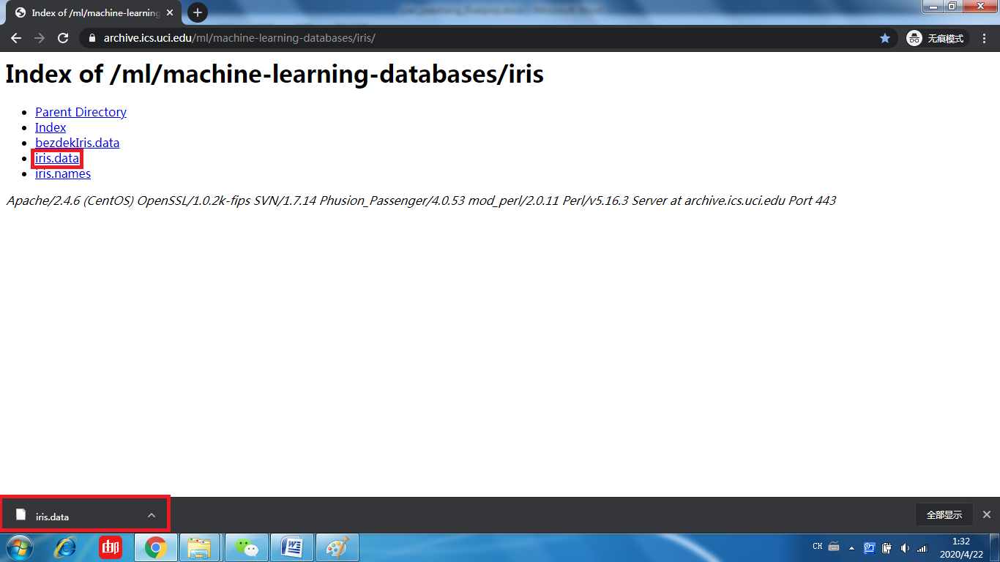 Index of /ml/machine-learning
archive.ics.uci.edu/ml/machine-learning-databases/iris/
无痕模式
Index of /ml/machine-learning-databases/iris
Parent Directory
Index
bezdekIris.data
iris.data
iris.names
Apache/2.4.6 (CentOS) OpenSSL/1.0.2k-fips SVN/1.7.14 Phusion_Passenger/4.0.53 mod_perl/2.0.11 Perl/v5.16.3 Server at archive.ics.uci.edu Port 443
iris.data
全部显示
CH
1:32
2020/4/22